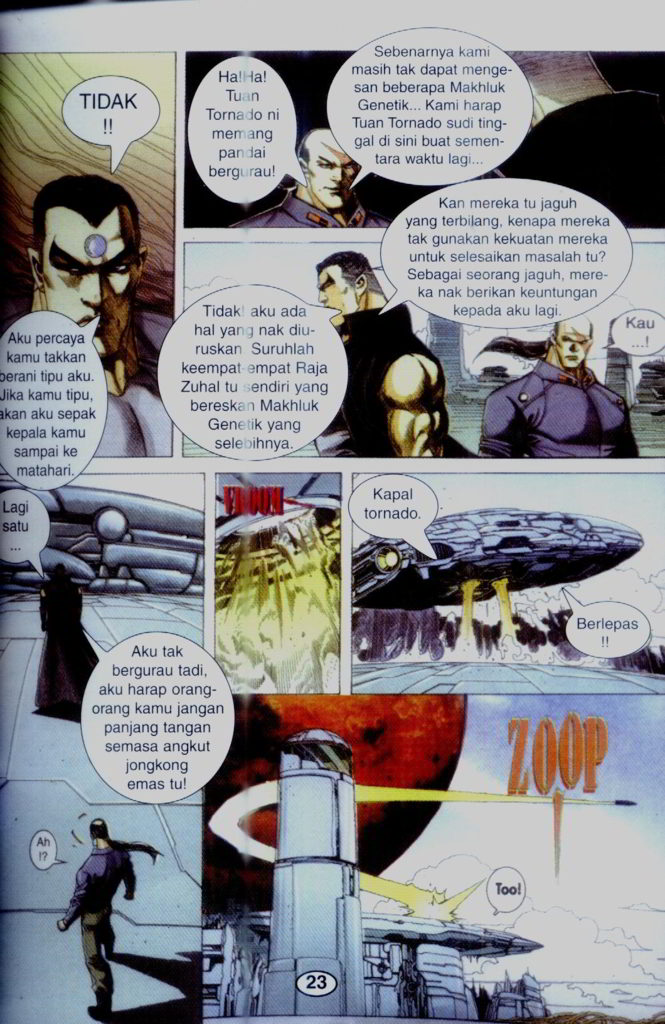 TIDAK
!!
Aku percaya
kamu takkan
berani tipu aku.
Jika kamu tipu,
akan aku sepak
kepala kamu
sampai ke
matahari.
Ha!Ha!
Tuan
Tornado ni
memang
pandai
bergurau!
Sebenarnya kami
masih tak dapat menge-
san beberapa Makhluk
Genetik... Kami harap
Tuan Tornado sudi ting-
gal di sini buat semen-
tara waktu lagi...
Kan mereka tu jaguh
yang terbilang, kenapa mereka
tak gunakan kekuatan mereka
untuk selesaikan masalah tu?
Sebagai seorang jaguh, mere-
ka nak berikan keuntungan
kepada aku lagi.
Tidak! aku ada
hal yang nak diu-
ruskan. Suruhlah
keempat-empat Raja
Zuhal tu sendiri yang
bereskan Makhluk
Genetik yang
selebihnya.
Kau
...!
Lagi
satu
...
Aku tak
bergurau tadi,
aku harap orang-
orang kamu jangan
panjang tangan
semasa angkut
jongkong
emas tu!
VROOM
Kapal
tornado.
Berlepas
!!
Ah
!?
ZOOP
Too!
23